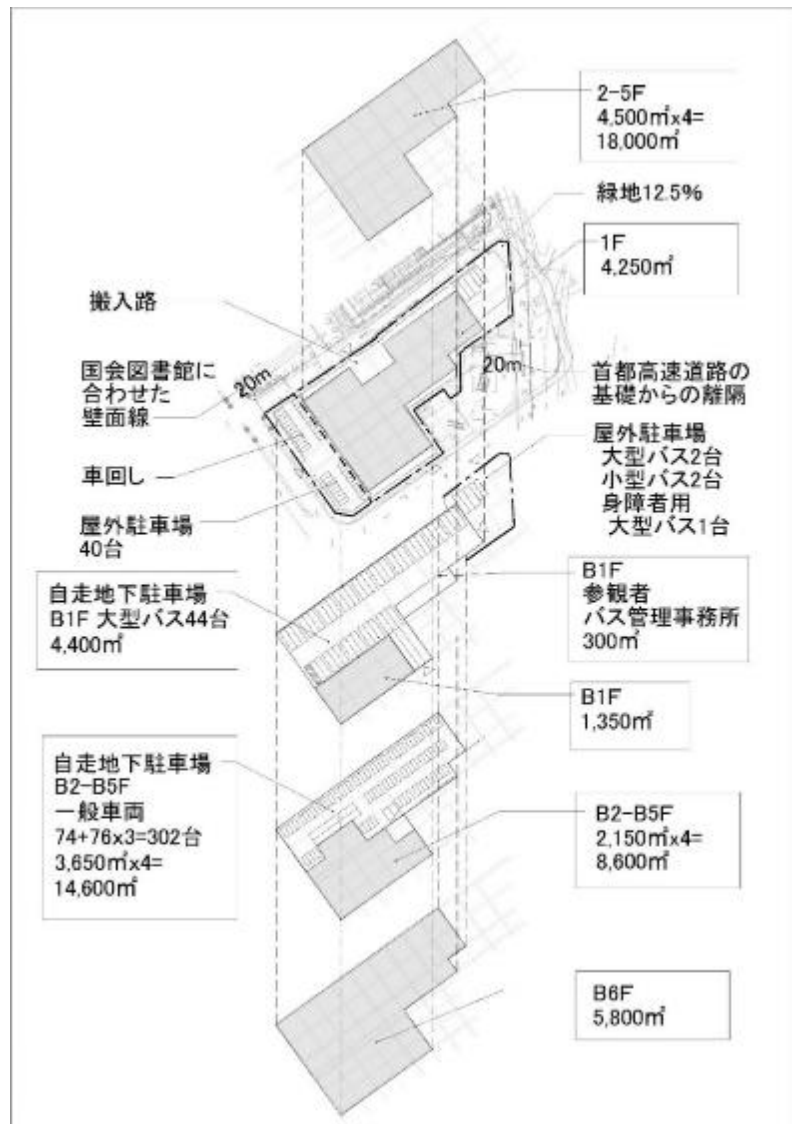 2-5F
4,500㎡x4=
18,000㎡
緑地12.5%
1F
4,250㎡
搬入路
国会図書館に
合わせた
壁面線
20m
20m
首都高速道路の
基礎からの離隔
車回し
屋外駐車場
40台
屋外駐車場
大型バス2台
小型バス2台
身障者用
大型バス1台
自走地下駐車場
B1F 大型バス44台
4,400㎡
B1F
参観者
バス管理事務所
300㎡
B1F
1,350㎡
自走地下駐車場
B2-B5F
一般車両
74+76x3=302台
3,650㎡x4=
14,600㎡
B2-B5F
2,150㎡x4=
8,600㎡
B6F
5,800㎡